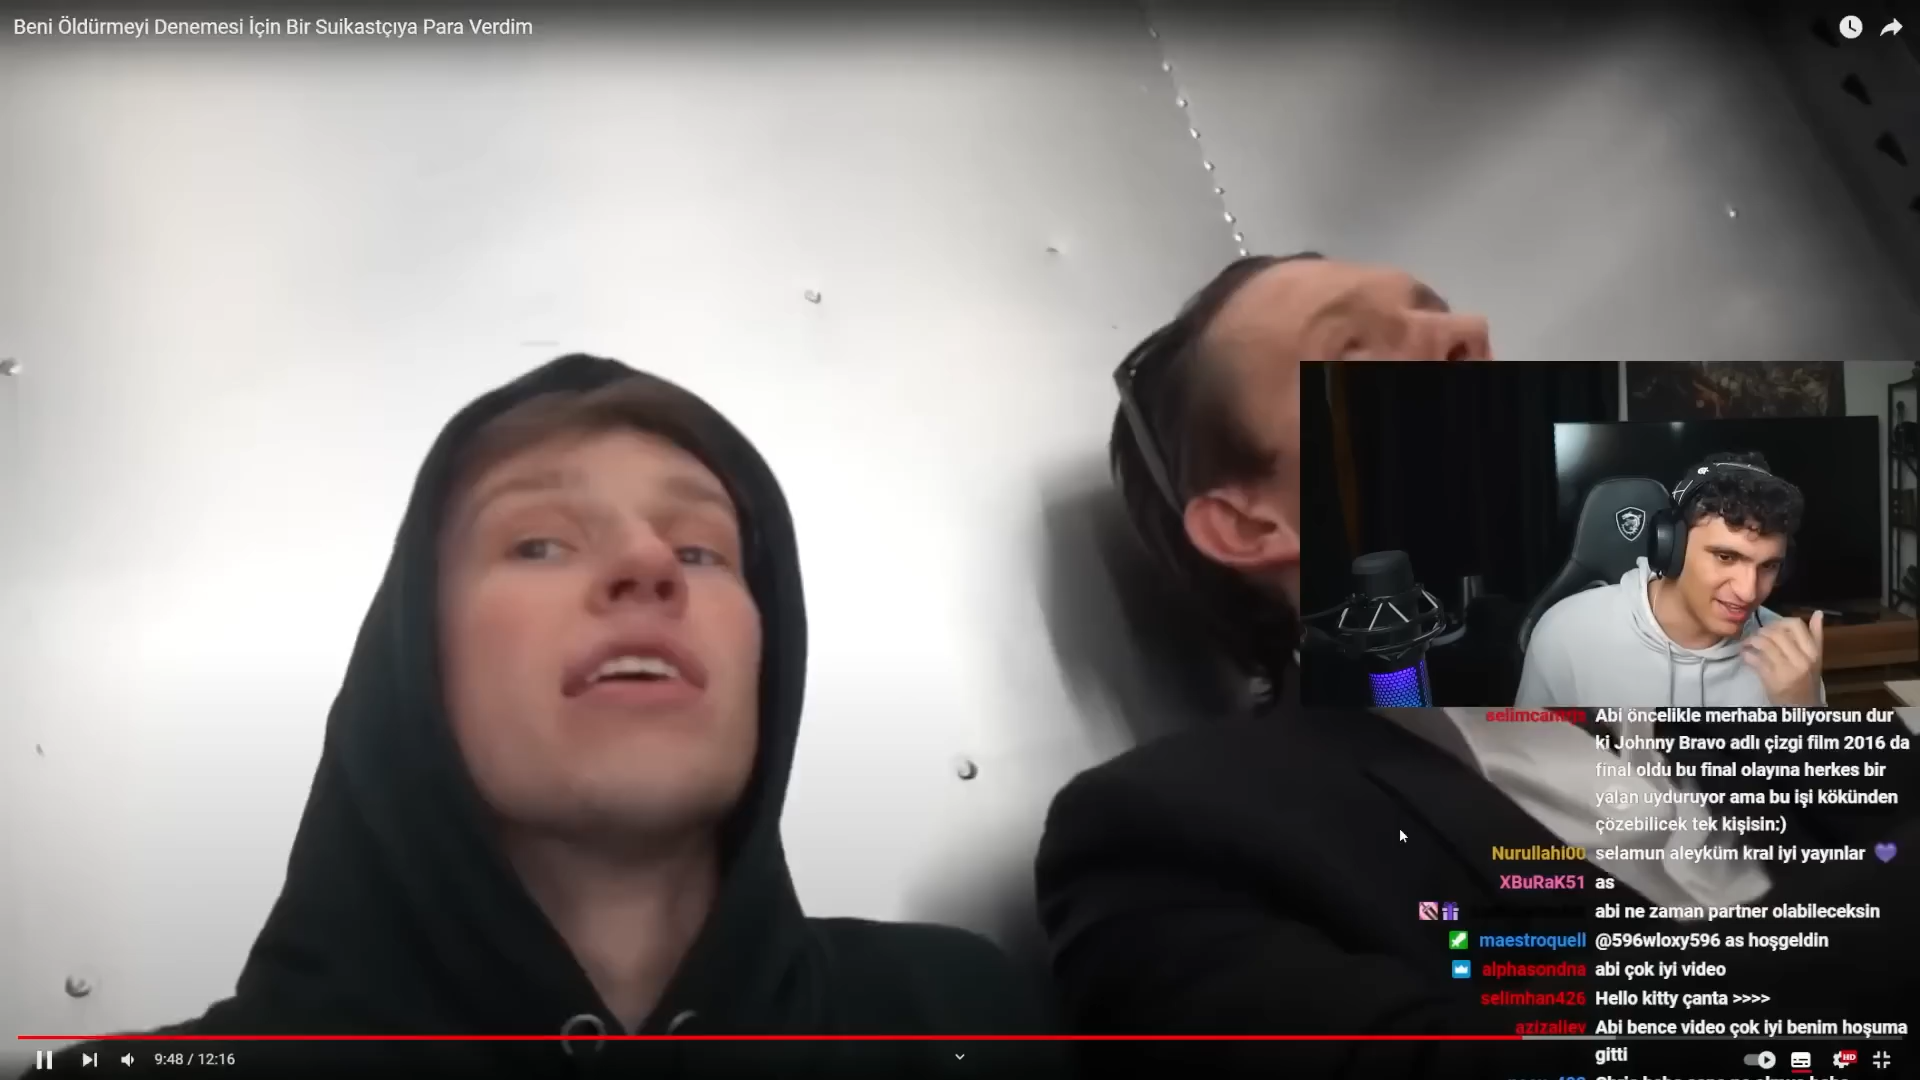 Beni Öldürmeyi Denemesi İçin Bir Suikastçıya Para Verdim
Abi öncelikle merhaba biliyorsun dur
ki Johnny Bravo adlı çizgi film 2016 da
final oldu bu final olayına herkes bir
yalan uyduruyor ama bu işi kökünden
çözebilicek tek kişisin:)
Nurullahi00 selamun aleyküm kral iyi yayınlar
XBuRaK51 as
abi ne zaman partner olabileceksin
maestroquell @596wloxy596 as hoşgeldin
alphasondna abi çok iyi video
selimhan426 Hello kitty çanta >>>>
azizaliev Abi bence video çok iyi benim hoşuma
gitti
9:48 / 12:16
HD